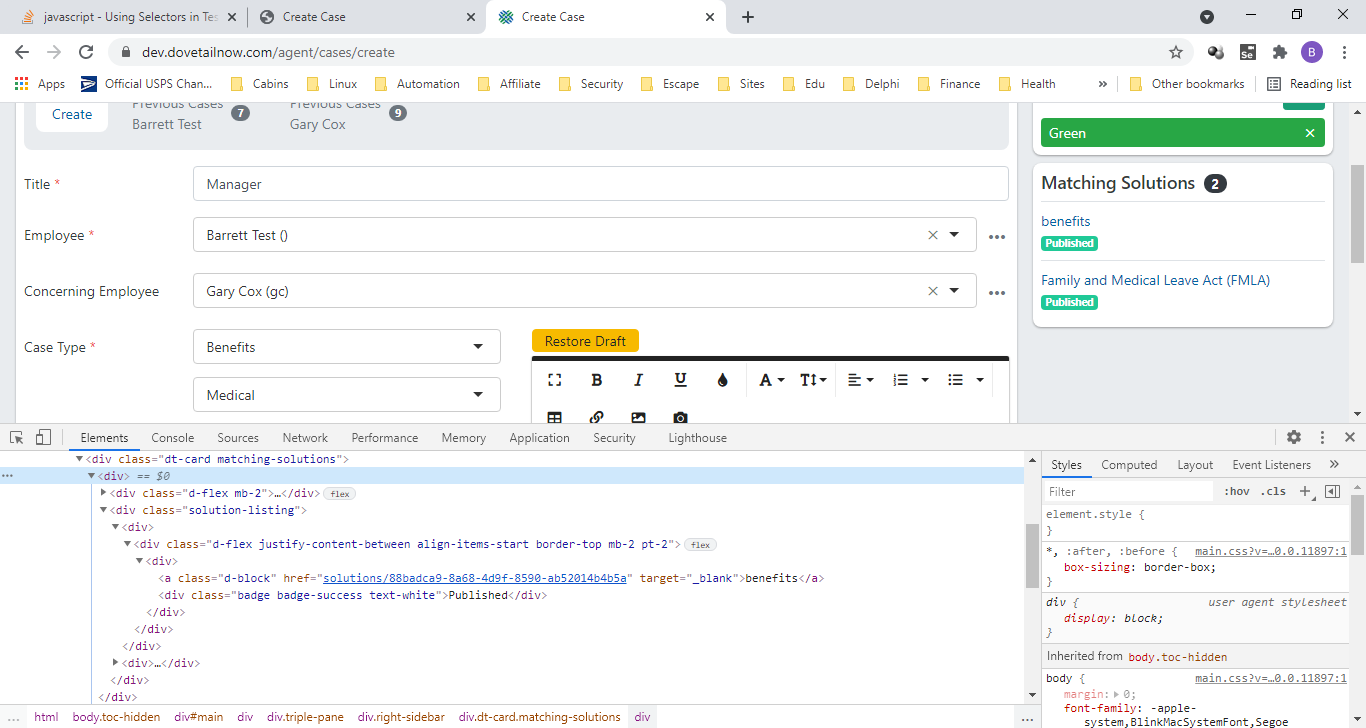 javascript - Using Selectors in Tes
Create Case
Create Case
dev.dovetailnow.com/agent/cases/create
Se
B
Apps
Official USPS Chan...
Cabins
Linux
Automation
Affiliate
Security
Escape
Sites
Edu
Delphi
Finance
Health
»
Other bookmarks
Reading list
Create
Previous Cases
Barrett Test
7
Previous Cases
Gary Cox
9
Title *
Manager
Employee *
Barrett Test ()
Concerning Employee
Gary Cox (gc)
Case Type *
Benefits
Medical
Restore Draft
B I U A T
Green
Matching Solutions 2
benefits
Published
Family and Medical Leave Act (FMLA)
Published
Elements
Console
Sources
Network
Performance
Memory
Application
Security
Lighthouse
<div class="dt-card matching-solutions">
<div> == $0
<div class="d-flex mb-2">…</div> flex
<div class="solution-listing">
<div>
<div class="d-flex justify-content-between align-items-start border-top mb-2 pt-2"> flex
<div>
<a class="d-block" href="solutions/88badca9-8a68-4d9f-8590-ab52014b4b5a" target="_blank">benefits</a>
<div class="badge badge-success text-white">Published</div>
</div>
</div>
</div>
<div>…</div>
</div>
</div>
... html body.toc-hidden div#main div div.triple-pane div.right-sidebar div.dt-card.matching-solutions div ...
Styles
Computed
Layout
Event Listeners
»
Filter
:hov .cls +
element.style {
}
*, :after, :before { main.css?v=…0.0.11897:1
box-sizing: border-box;
}
div { user agent stylesheet
display: block;
}
Inherited from body.toc-hidden
body { main.css?v=…0.0.11897:1
margin: 0;
font-family: -apple-
system,BlinkMacSystemFont,Segoe